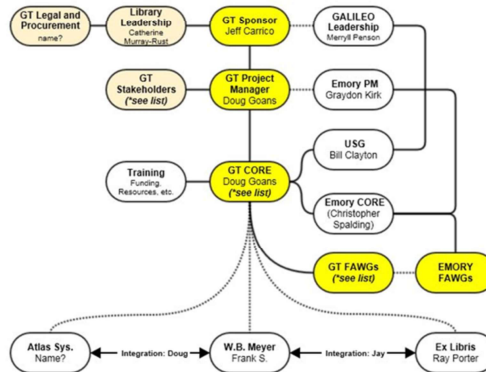 GT Legal and
Procurement
name?
Library
Leadership
Catherine
Murray-Rust
GT Sponsor
Jeff Carrico
GALILEO
Leadership
Merryll Penson
GT
Stakeholders
(*see list)
GT Project
Manager
Doug Goans
Emory PM
Graydon Kirk
USG
Bill Clayton
Training
Funding,
Resources, etc.
GT CORE
Doug Goans
(*see list)
Emory CORE
(Christopher
Spalding)
GT FAWGs
(*see list)
EMORY
FAWGs
Atlas Sys.
Name?
Integration: Doug
W.B. Meyer
Frank S.
Integration: Jay
Ex Libris
Ray Porter